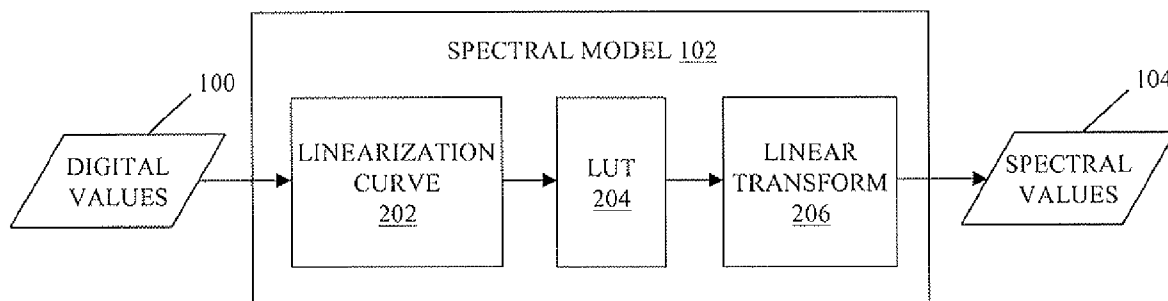 SPECTRAL MODEL 102
100
104
DIGITAL
VALUES
LINEARIZATION
CURVE
202
LUT
204
LINEAR
TRANSFORM
206
SPECTRAL
VALUES